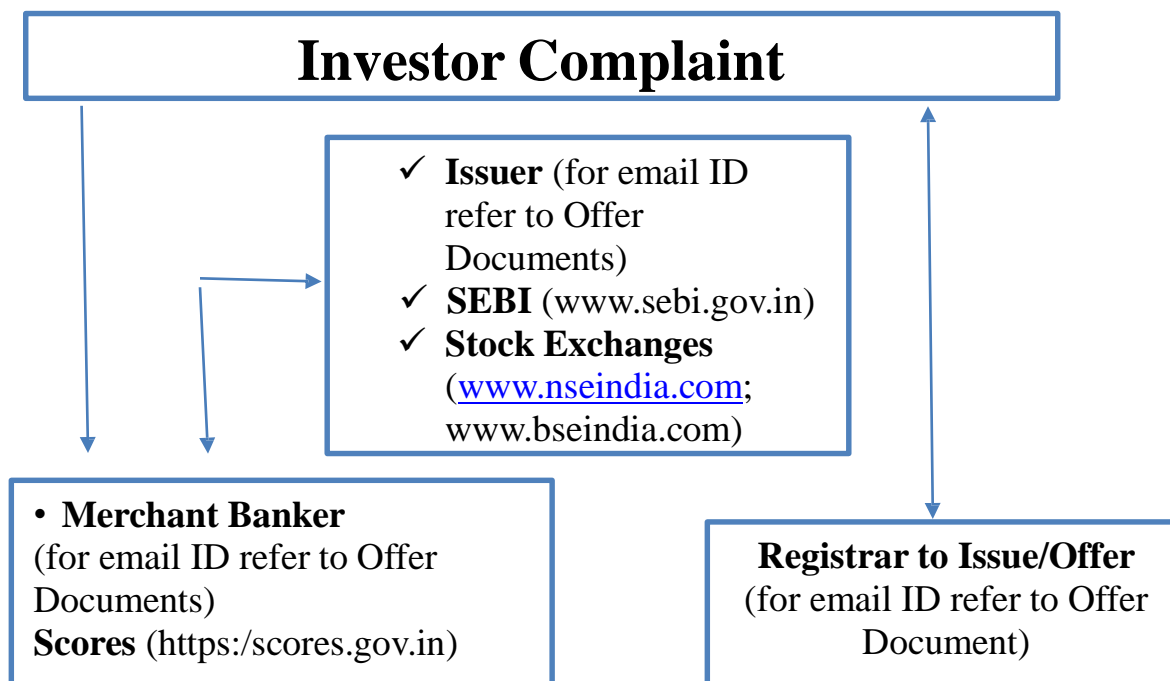 Investor Complaint
✓ Issuer (for email ID
refer to Offer
Documents)
✓ SEBI (www.sebi.gov.in)
✓ Stock Exchanges
(www.nseindia.com;
www.bseindia.com)
• Merchant Banker
(for email ID refer to Offer
Documents)
Scores (https:/scores.gov.in)
Registrar to Issue/Offer
(for email ID refer to Offer
Document)